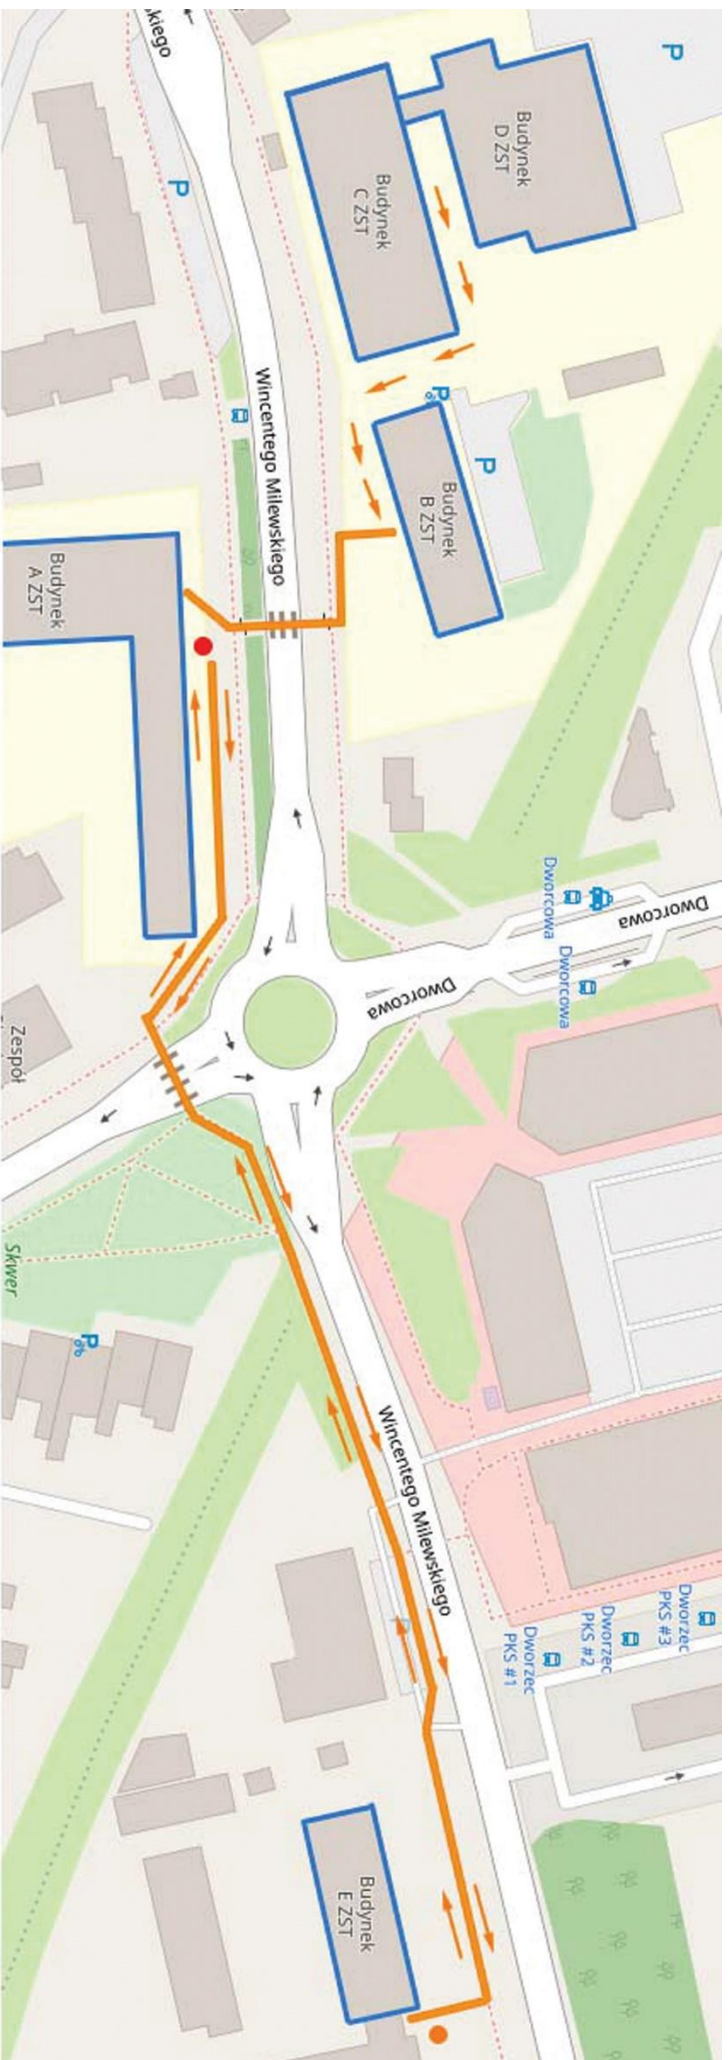 kiego
P
P
Budynek
D ZST
Budynek
C ZST
Wincentego Milewskiego
P
P
Budynek
B ZST
Budynek
A ZST
Dworcowa
Dworcowa
Dworcowa
Dworcowa
Zespół
Skwer
P
Wincentego Milewskiego
P
Dworzec
PKS #3
Dworzec
PKS #2
Dworzec
PKS #1
Budynek
E ZST